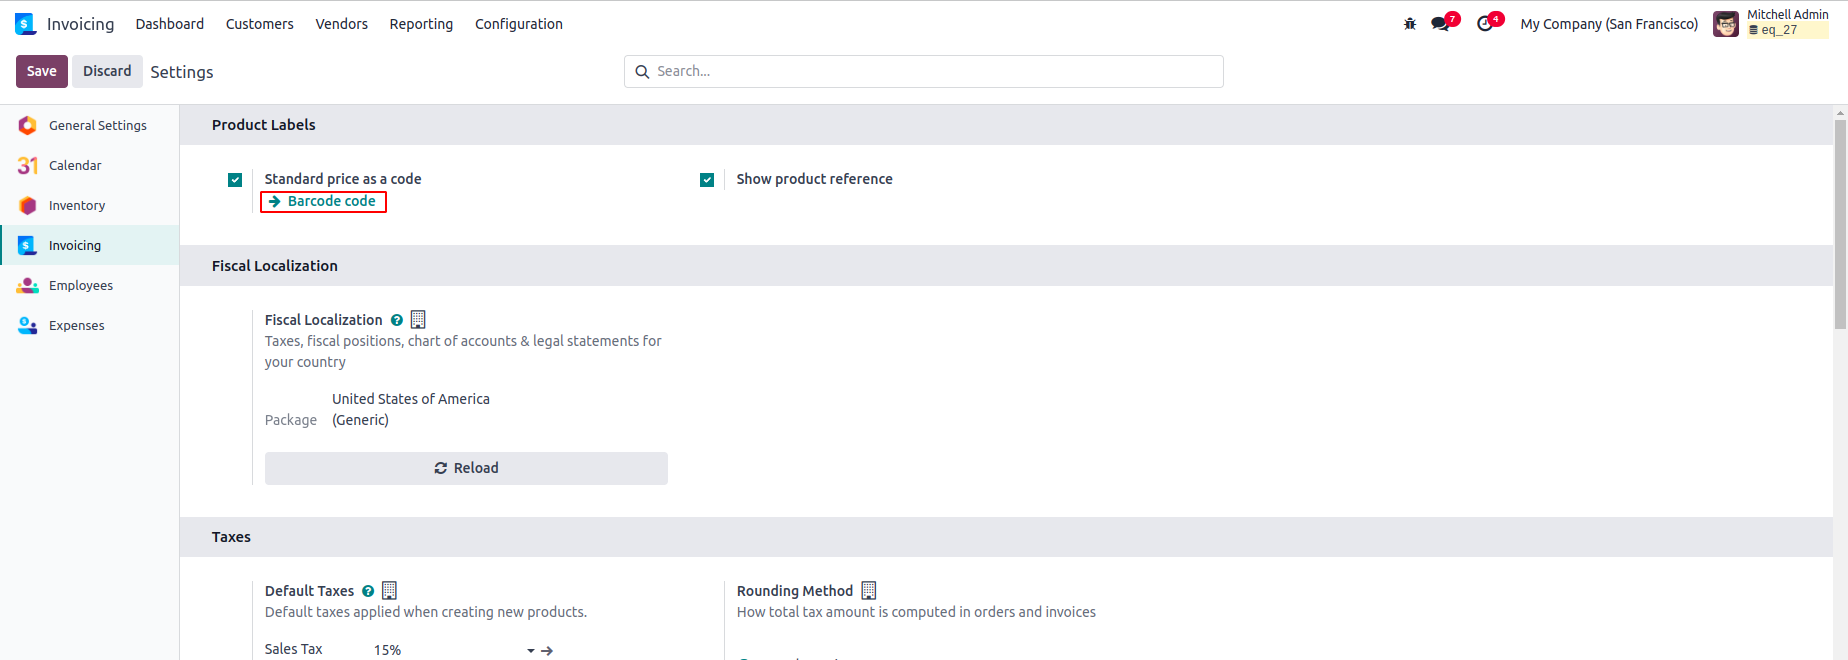 Invoicing Dashboard Customers Vendors Reporting Configuration 7 4 My Company (San Francisco) Mitchell Admin
eq_27
Save Discard Settings Search...
General Settings
31 Calendar
Inventory
Invoicing
Employees
Expenses
Product Labels
Standard price as a code Show product reference
Barcode code
Fiscal Localization
Fiscal Localization ?
Taxes, fiscal positions, chart of accounts & legal statements for
your country
United States of America
Package (Generic)
Reload
Taxes
Default Taxes ? Rounding Method
Default taxes applied when creating new products. How total tax amount is computed in orders and invoices
Sales Tax 15%